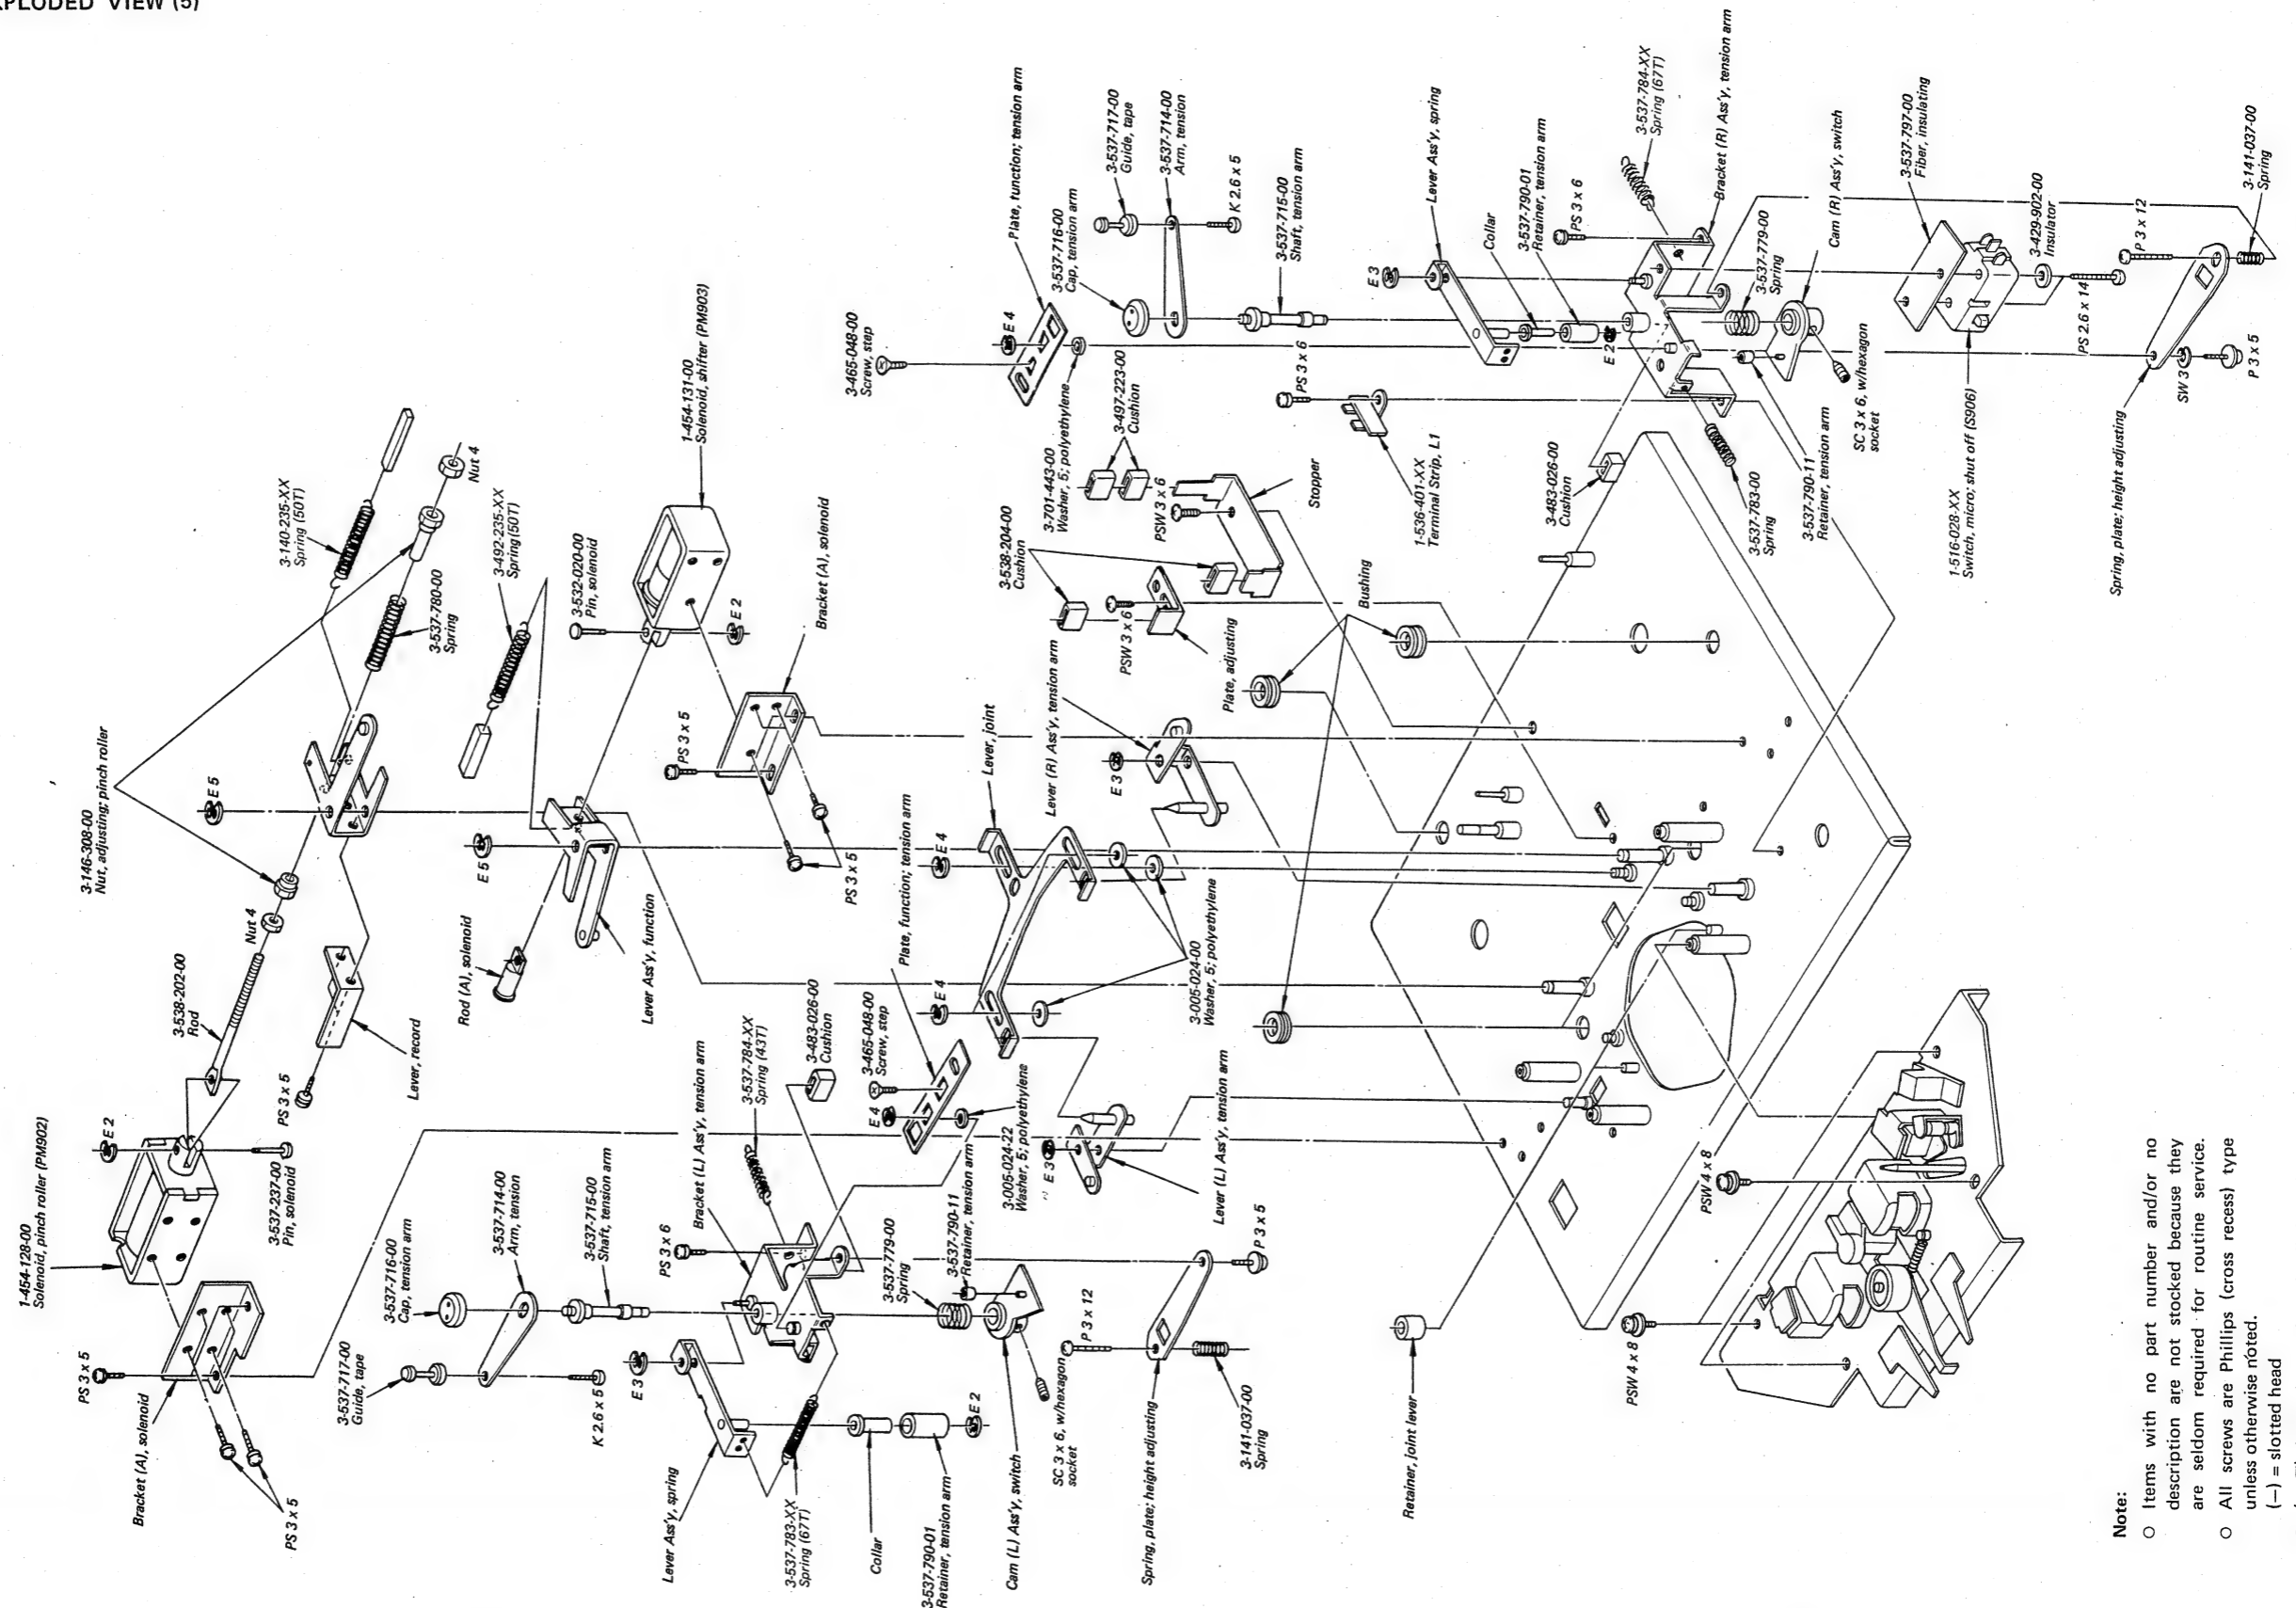 XPLODED VIEW (5)
1-454-128-00
Solenoid, pinch roller (PM902)
PS 3 x 5
Bracket (A), solenoid
PS 3 x 5
E 2
3-537-237-00
Pin, solenoid
3-538-202-00
Rod
PS 3 x 5
Lever, record
Nut 4
3-146-308-00
Nut, adjusting; pinch roller
E 5
3-140-235-XX
Spring (50T)
3-537-780-00
Spring
Nut 4
3-492-235-XX
Spring(50T)
E 5
Rod (A), solenoid
Lever Ass'y, function
3-532-020-00
Pin, solenoid
E 2
1-454-131-00
Solenoid, shifter (PM903)
Bracket (A), solenoid
PS 3 x 5
PS 3 x 5
3-537-717-00
Guide, tape
3-537-716-00
Cap, tension arm
3-537-714-00
Arm, tension
3-537-715-00
Shaft, tension arm
K 2.6 x 5
E 3
PS 3 x 6
Bracket (L) Ass'y, tension arm
3-537-784-XX
Spring (43T)
3-483-026-00
Cushion
3-465-048-00
Screw, step
E 4
Plate, function; tension arm
3-005-024-22
Washer, 5; polyethylene
Lever Ass'y, spring
3-537-783-XX
Spring (67T)
Collar
3-537-790-01
Retainer, tension arm
E 2
3-537-779-00
Spring
3-537-790-11
Retainer, tension arm
Cam (L) Ass'y, switch
SC 3 x 6, w/hexagon
socket
P 3 x 12
Spring, plate; height adjusting
3-141-037-00
Spring
P 3 x 5
E 3
Lever (L) Ass'y, tension arm
E 4
E 4
Lever, joint
3-005-024-00
Washer, 5; polyethylene
Lever (R) Ass'y, tension arm
E 3
3-465-048-00
Screw, step
Plate, function; tension arm
E 4
3-701-443-00
Washer, 5; polyethylene
3-497-223-00
Cushion
3-538-204-00
Cushion
PSW 3 x 6
PSW 3 x 6
Stopper
Plate, adjusting
Bushing
3-537-716-00
Cap, tension arm
3-537-717-00
Guide, tape
3-537-714-00
Arm, tension
K 2.6 x 5
3-537-715-00
Shaft, tension arm
E 3
Lever Ass'y, spring
Collar
3-537-790-01
Retainer, tension arm
E 2
PS 3 x 6
PS 3 x 6
1-536-401-XX
Terminal Strip, L1
3-537-784-XX
Spring (67T)
Bracket (R) Ass'y, tension arm
3-537-779-00
Spring
Cam (R) Ass'y, switch
SC 3 x 6, w/hexagon
socket
3-483-026-00
Cushion
3-537-783-00
Spring
3-537-790-11
Retainer, tension arm
3-537-797-00
Fiber, insulating
1-516-028-XX
Switch, micro; shut off (S906)
3-429-902-00
Insulator
PS 2.6 x 14
P 3 x 12
3-141-037-00
Spring
Spring, plate; height adjusting
SW 3
P 3 x 5
Retainer, joint lever
PSW 4 x 8
PSW 4 x 8
Note:
○ Items with no part number and/or no
description are not stocked because they
are seldom required for routine service.
○ All screws are Phillips (cross recess) type
unless otherwise noted.
(−) = slotted head